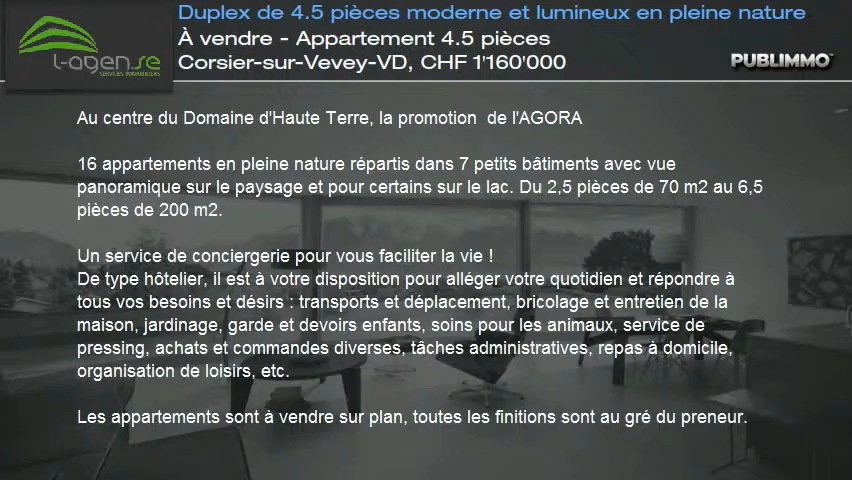 Duplex de 4.5 pièces moderne et lumineux en pleine nature
À vendre - Appartement 4.5 pièces
Corsier-sur-Vevey-VD, CHF 1'160'000
l-agence
SERVICES IMMOBILIERS
PUBLIMMO
Au centre du Domaine d'Haute Terre, la promotion de l'AGORA
16 appartements en pleine nature répartis dans 7 petits bâtiments avec vue
panoramique sur le paysage et pour certains sur le lac. Du 2,5 pièces de 70 m2 au 6,5
pièces de 200 m2.
Un service de conciergerie pour vous faciliter la vie !
De type hôtelier, il est à votre disposition pour alléger votre quotidien et répondre à
tous vos besoins et désirs : transports et déplacement, bricolage et entretien de la
maison, jardinage, garde et devoirs enfants, soins pour les animaux, service de
pressing, achats et commandes diverses, tâches administratives, repas à domicile,
organisation de loisirs, etc.
Les appartements sont à vendre sur plan, toutes les finitions sont au gré du preneur.